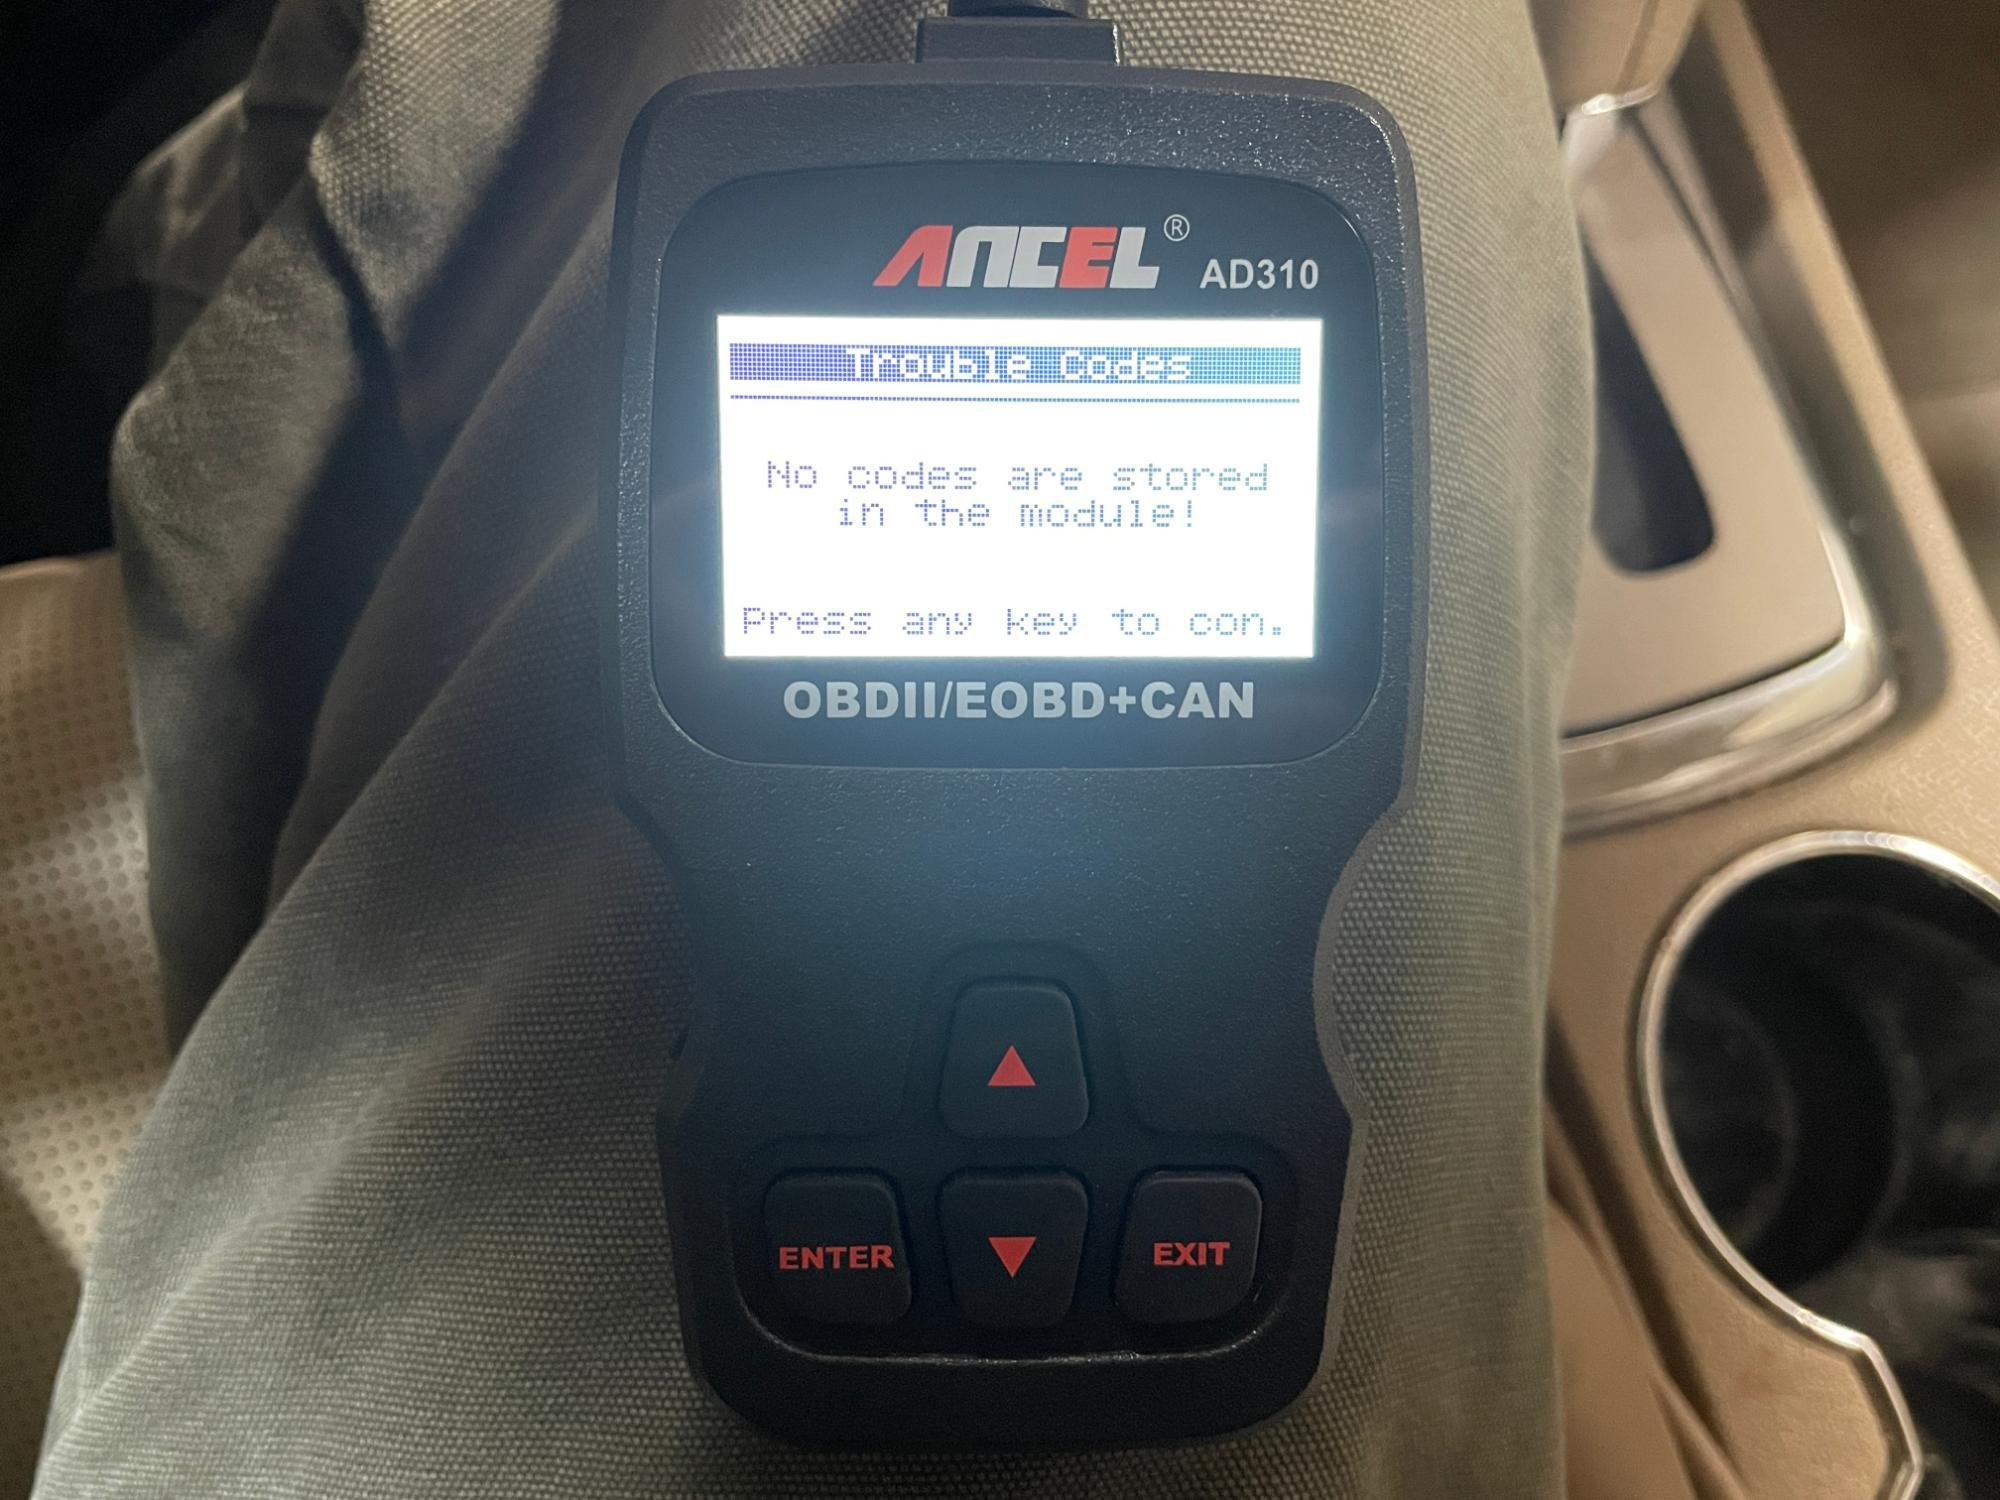 ANCEL® AD310
Trouble Codes
No codes are stored
in the module!
Press any key to con.
OBDII/EOBD+CAN
ENTER
EXIT